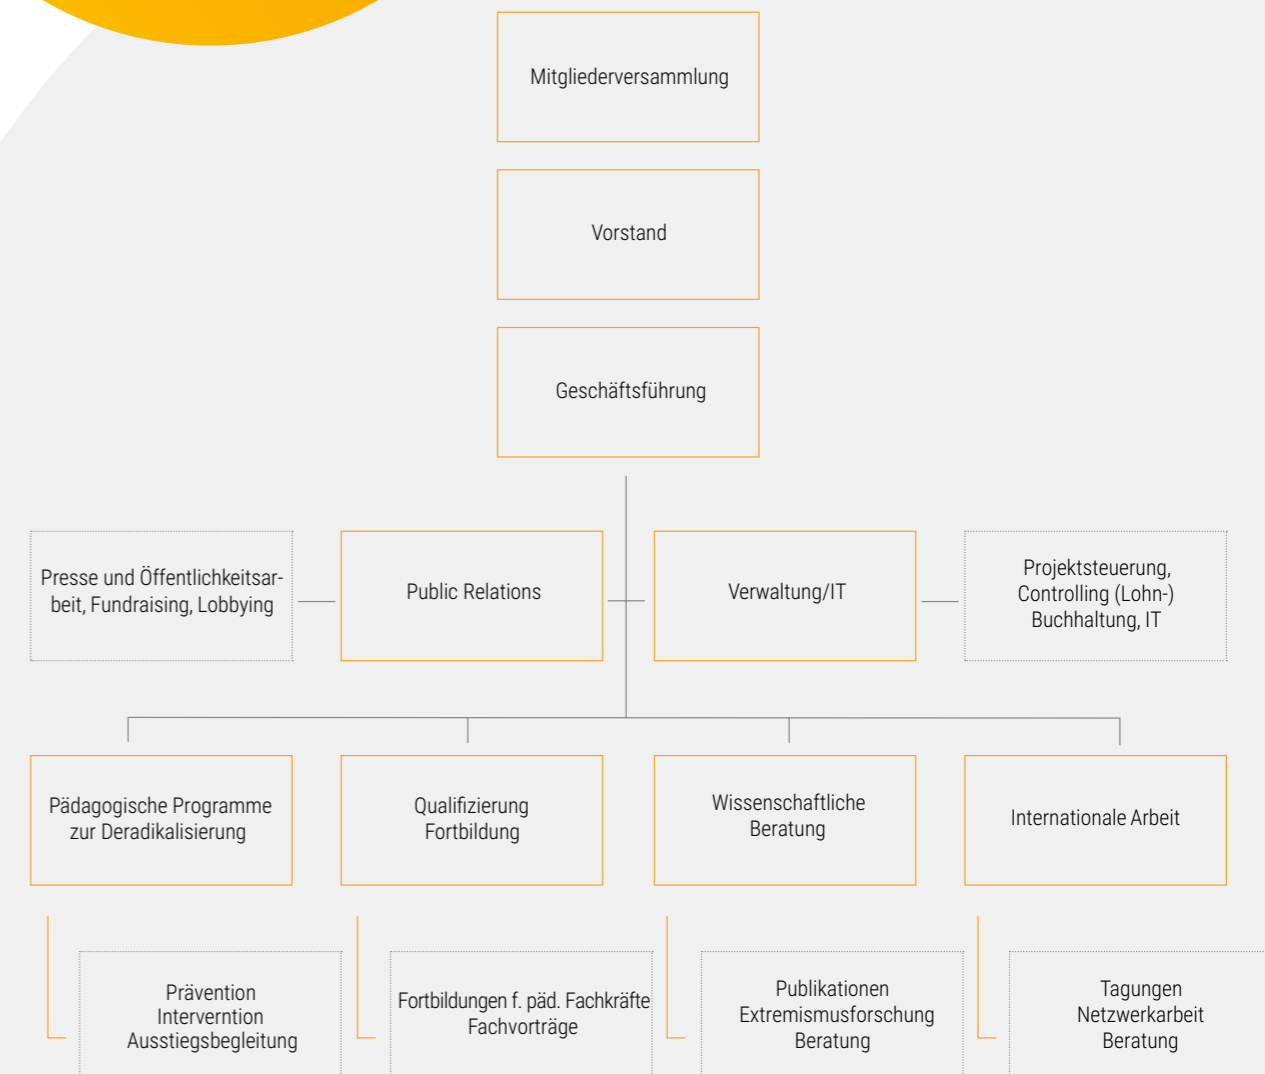 Mitgliederversammlung
Vorstand
Geschäftsführung
Presse und Öffentlichkeitsar-
beit, Fundraising, Lobbying
Public Relations
Verwaltung/IT
Projektsteuerung,
Controlling (Lohn-)
Buchhaltung, IT
Pädagogische Programme
zur Deradikalisierung
Qualifizierung
Fortbildung
Wissenschaftliche
Beratung
Internationale Arbeit
Prävention
Interverntion
Ausstiegsbegleitung
Fortbildungen f. päd. Fachkräfte
Fachvorträge
Publikationen
Extremismusforschung
Beratung
Tagungen
Netzwerkarbeit
Beratung